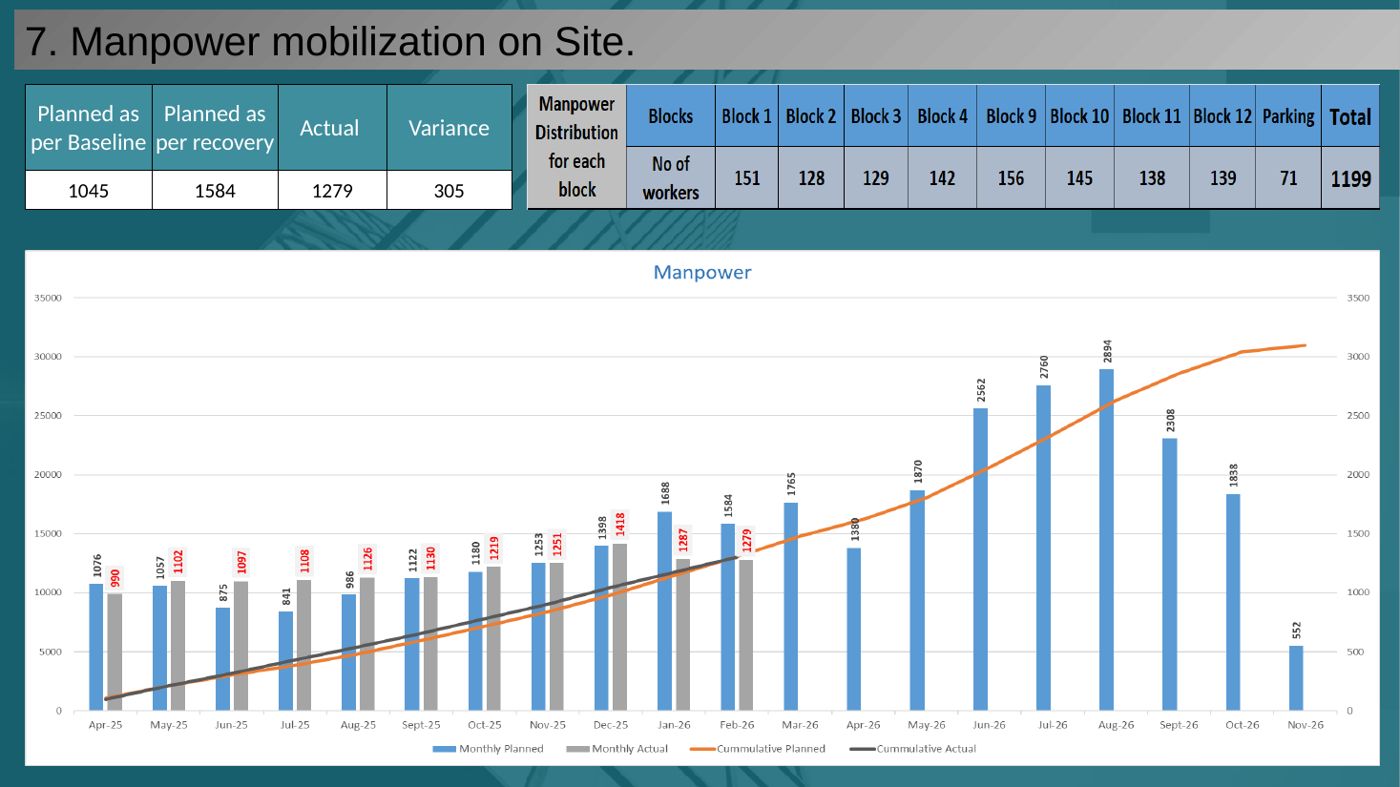 7. Manpower mobilization on Site.
Planned as per Baseline Planned as per recovery Actual Variance
1045 1584 1279 305
Manpower Distribution for each block
Blocks Block 1 Block 2 Block 3 Block 4 Block 9 Block 10 Block 11 Block 12 Parking Total
No of workers 151 128 129 142 156 145 138 139 71 1199
Manpower
35000 3500
30000 3000
25000 2500
20000 2000
15000 1500
10000 1000
5000 500
0 0
1076 990 1057 1102 875 1097 841 1108 986 1126 1122 1130 1180 1219 1253 1251 1398 1418 1688 1287 1584 1279 1765 1380 1870 2562 2760 2894 2308 1838 552
Apr-25 May-25 Jun-25 Jul-25 Aug-25 Sept-25 Oct-25 Nov-25 Dec-25 Jan-26 Feb-26 Mar-26 Apr-26 May-26 Jun-26 Jul-26 Aug-26 Sept-26 Oct-26 Nov-26
Monthly Planned Monthly Actual Cummulative Planned Cummulative Actual